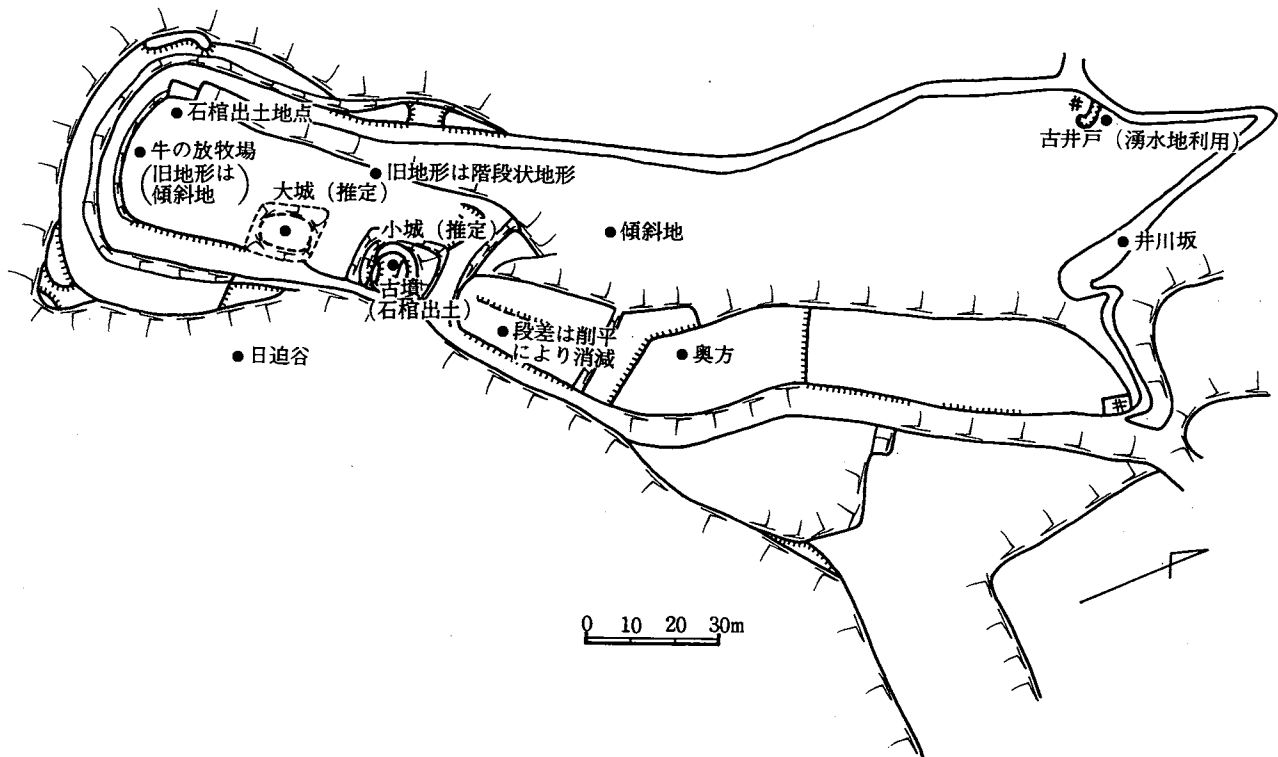 石棺出土地点
牛の放牧場
(旧地形は
傾斜地)
大城（推定）
旧地形は階段状地形
小城（推定）
古墳
(石棺出土)
傾斜地
古井戸（湧水地利用）
井川坂
日迫谷
段差は削平
により消滅
奥方
0 10 20 30m